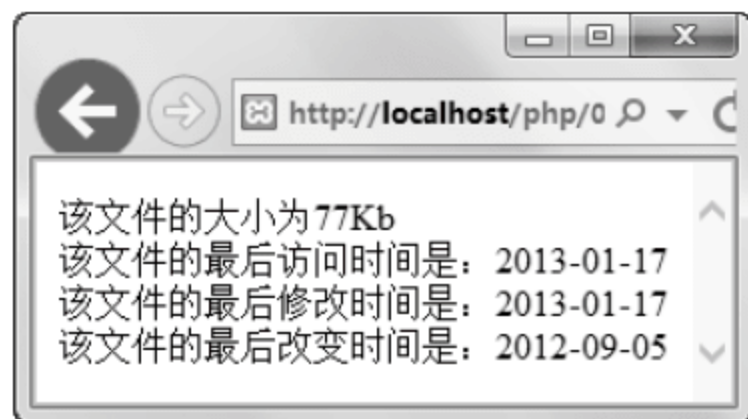 http://localhost/php/0
该文件的大小为77Kb
该文件的最后访问时间是：2013-01-17
该文件的最后修改时间是：2013-01-17
该文件的最后改变时间是：2012-09-05